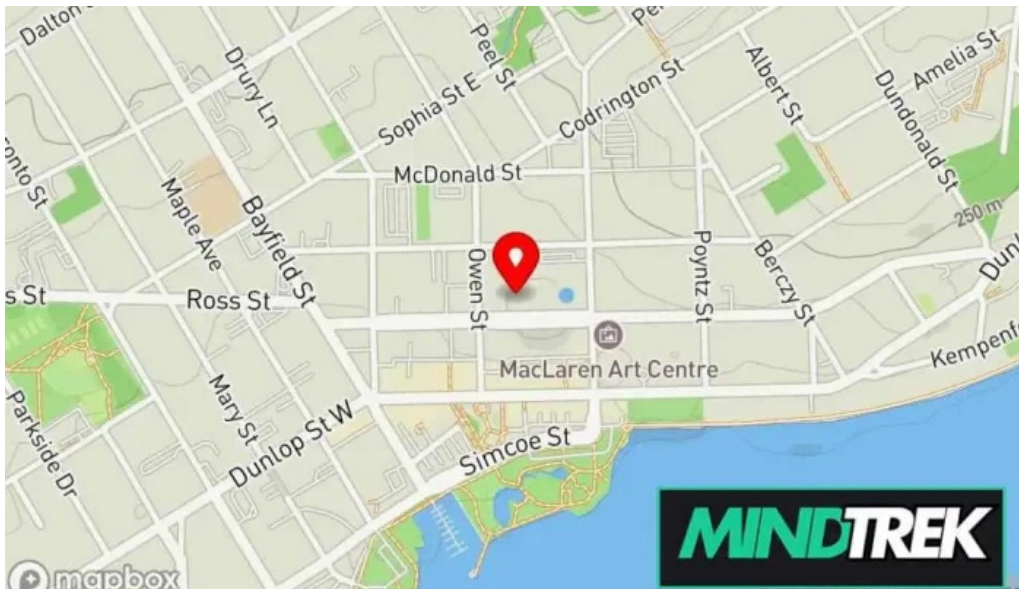 Dalton
Drury Ln
Peel St
Sophia St E
Codrington St
Albert St
Amelia St
Dundonald St
McDonald St
Maple Ave
Bayfield St
Owen St
Poyntz St
Berczy St
250 m
Ross St
MacLaren Art Centre
Mary St
Parkside Dr
Dunlop St W
Simcoe St
MINDTREK
mapbox